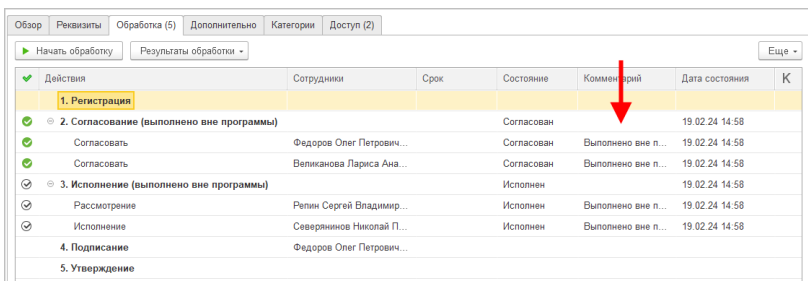 Обзор Реквизиты Обработка (5) Дополнительно Категории Доступ (2)
Начать обработку Результаты обработки Еще
Действия Сотрудники Срок Состояние Комментарий Дата состояния К
1. Регистрация
2. Согласование (выполнено вне программы) Согласован 19.02.24 14:58
Согласовать Федоров Олег Петрович... Согласован Выполнено вне п... 19.02.24 14:58
Согласовать Великанова Лариса Ана... Согласован Выполнено вне п... 19.02.24 14:58
3. Исполнение (выполнено вне программы) Исполнен 19.02.24 14:58
Рассмотрение Репин Сергей Владимир... Исполнен Выполнено вне п... 19.02.24 14:58
Исполнение Северянинов Николай П... Исполнен Выполнено вне п... 19.02.24 14:58
4. Подписание Федоров Олег Петрович...
5. Утверждение